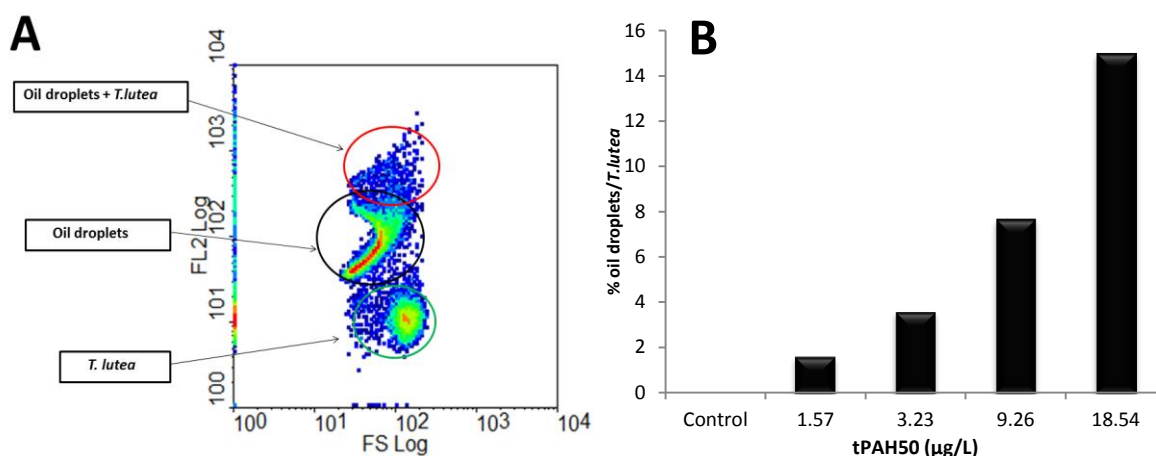 A
Oil droplets + T.lutea
Oil droplets
T. lutea
FL2 Log
104
103
102
101
100
100 101 102 103 104
FS Log
B
% oil droplets/T.lutea
16
14
12
10
8
6
4
2
0
Control 1.57 3.23 9.26 18.54
tPAH50 (µg/L)